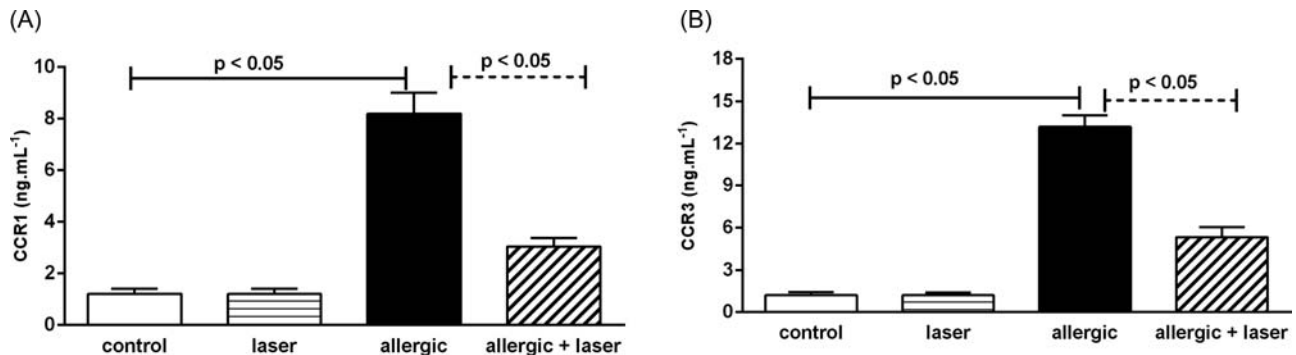 (A)
CCR1 (ng.mL⁻¹)
10
8
6
4
2
0
p < 0.05
p < 0.05
control laser allergic allergic + laser
(B)
CCR3 (ng.mL⁻¹)
18
15
12
9
6
3
0
p < 0.05
p < 0.05
control laser allergic allergic + laser